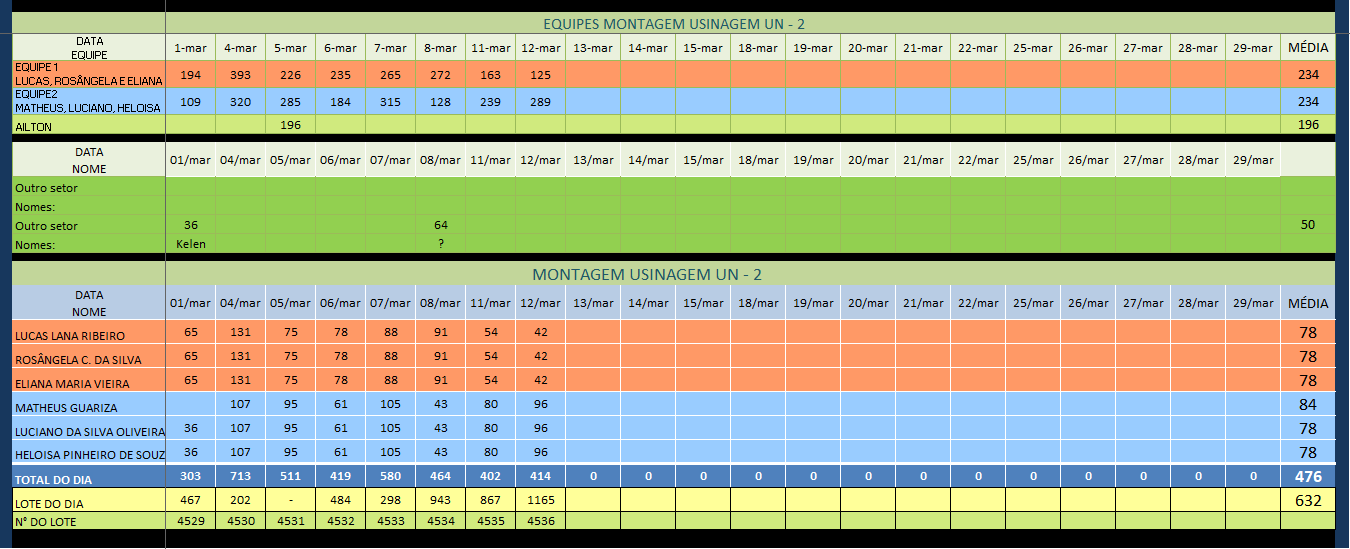 EQUIPES MONTAGEM USINAGEM UN - 2
DATA
EQUIPE
1-mar 4-mar 5-mar 6-mar 7-mar 8-mar 11-mar 12-mar 13-mar 14-mar 15-mar 18-mar 19-mar 20-mar 21-mar 22-mar 25-mar 26-mar 27-mar 28-mar 29-mar MÉDIA
EQUIPE 1
LUCAS, ROSÂNGELA E ELIANA 194 393 226 235 265 272 163 125 234
EQUIPE2
MATHEUS, LUCIANO, HELOISA 109 320 285 184 315 128 239 289 234
AILTON 196 196
DATA
NOME
01/mar 04/mar 05/mar 06/mar 07/mar 08/mar 11/mar 12/mar 13/mar 14/mar 15/mar 18/mar 19/mar 20/mar 21/mar 22/mar 25/mar 26/mar 27/mar 28/mar 29/mar
Outro setor
Nomes:
Outro setor 36 64 50
Nomes: Kelen ?
MONTAGEM USINAGEM UN - 2
DATA
NOME
01/mar 04/mar 05/mar 06/mar 07/mar 08/mar 11/mar 12/mar 13/mar 14/mar 15/mar 18/mar 19/mar 20/mar 21/mar 22/mar 25/mar 26/mar 27/mar 28/mar 29/mar MÉDIA
LUCAS LANA RIBEIRO 65 131 75 78 88 91 54 42 78
ROSÂNGELA C. DA SILVA 65 131 75 78 88 91 54 42 78
ELIANA MARIA VIEIRA 65 131 75 78 88 91 54 42 78
MATHEUS GUARIZA 107 95 61 105 43 80 96 84
LUCIANO DA SILVA OLIVEIRA 36 107 95 61 105 43 80 96 78
HELOISA PINHEIRO DE SOUZ 36 107 95 61 105 43 80 96 78
TOTAL DO DIA 303 713 511 419 580 464 402 414 0 0 0 0 0 0 0 0 0 0 0 0 0 476
LOTE DO DIA 467 202 - 484 298 943 867 1165 632
N° DO LOTE 4529 4530 4531 4532 4533 4534 4535 4536